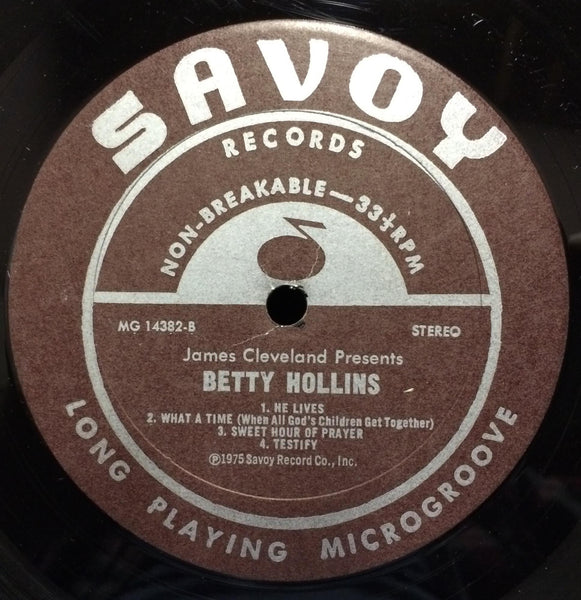 SAVOY
RECORDS
NON-BREAKABLE—33⅓RPM
MG 14382-B
STEREO
James Cleveland Presents
BETTY HOLLINS
1. HE LIVES
2. WHAT A TIME (When All God's Children Get Together)
3. SWEET HOUR OF PRAYER
4. TESTIFY
℗1975 Savoy Record Co., Inc.
LONG PLAYING MICROGROOVE